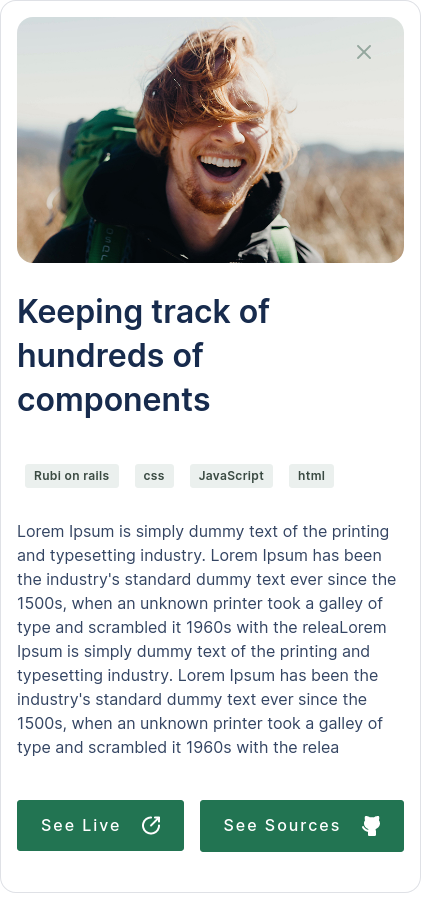 Keeping track of
hundreds of
components
Rubi on rails css JavaScript html
Lorem Ipsum is simply dummy text of the printing
and typesetting industry. Lorem Ipsum has been
the industry's standard dummy text ever since the
1500s, when an unknown printer took a galley of
type and scrambled it 1960s with the releaLorem
Ipsum is simply dummy text of the printing and
typesetting industry. Lorem Ipsum has been the
industry's standard dummy text ever since the
1500s, when an unknown printer took a galley of
type and scrambled it 1960s with the relea
See Live See Sources